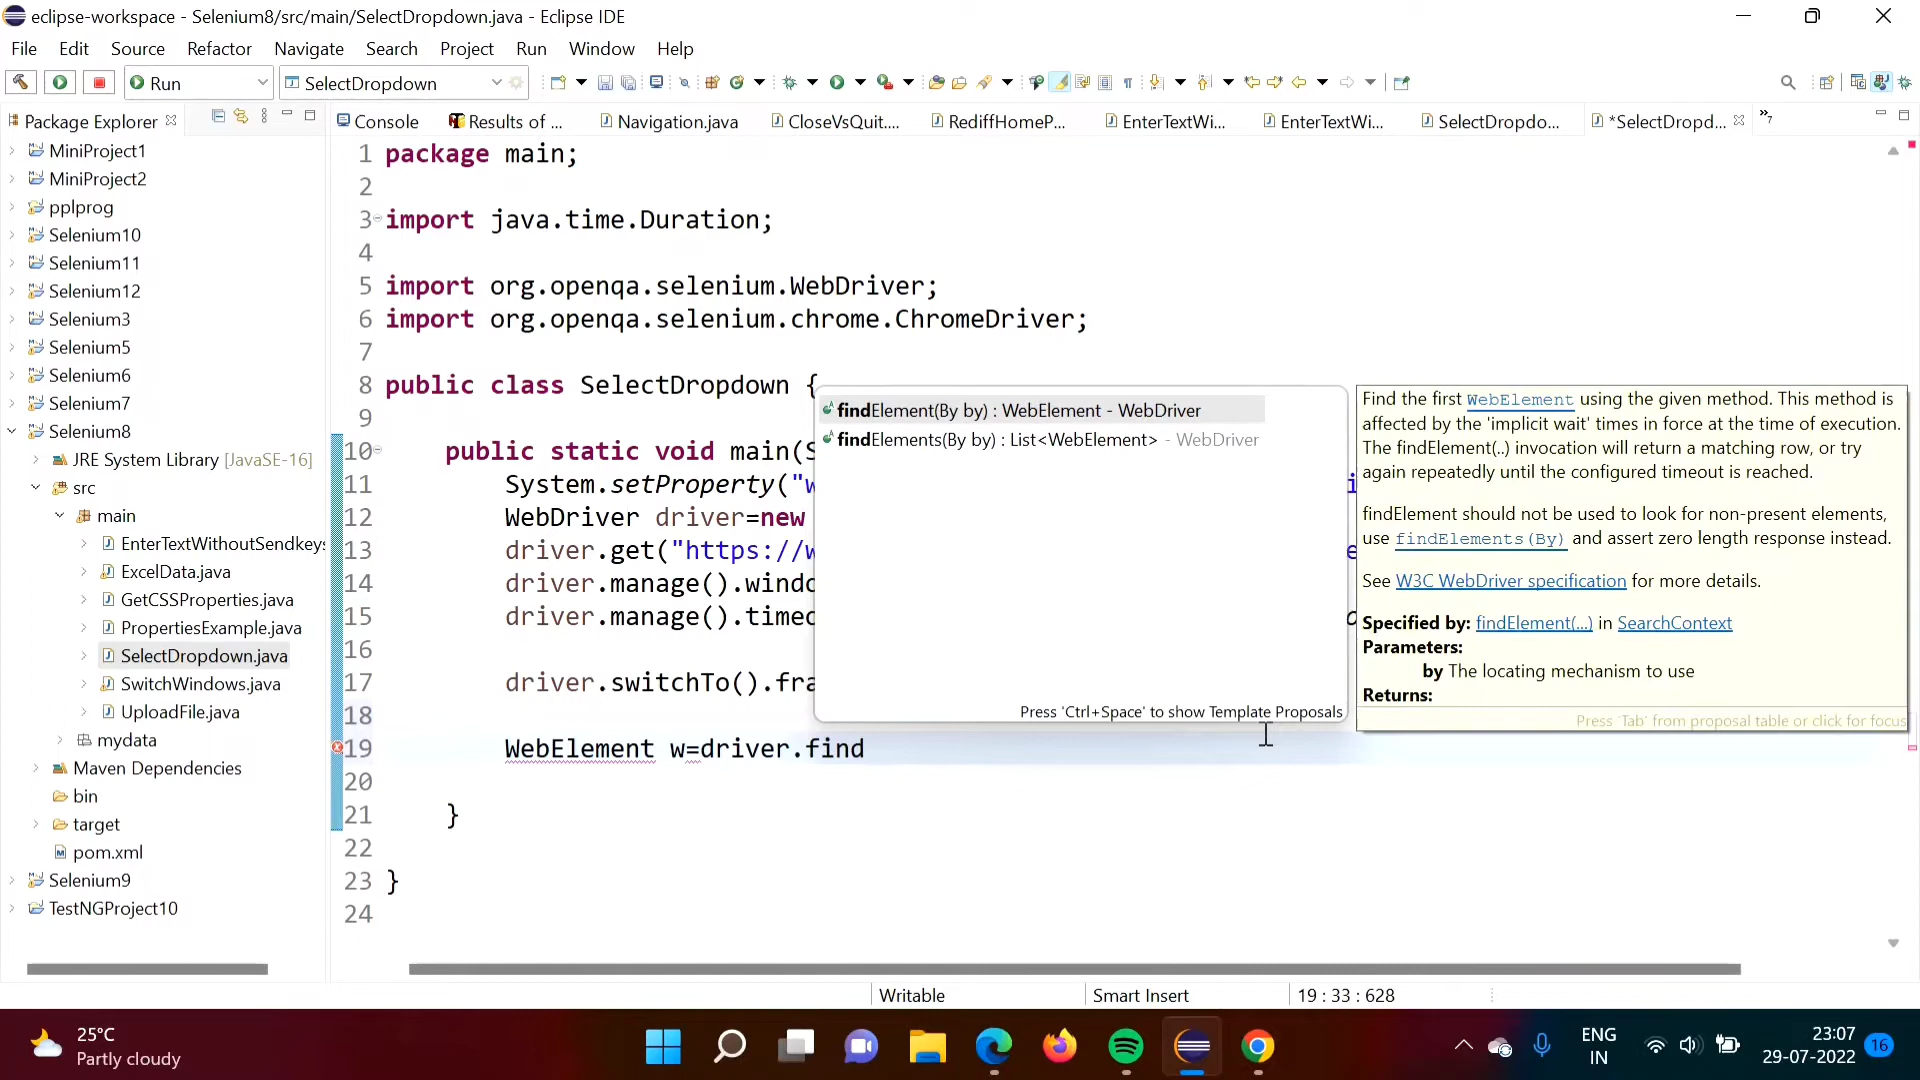 eclipse-workspace - Selenium8/src/main/SelectDropdown.java - Eclipse IDE
File Edit Source Refactor Navigate Search Project Run Window Help
Run SelectDropdown
Package Explorer
Console Results of ... Navigation.java CloseVsQuit.... RediffHomeP... EnterTextWi... EnterTextWi... SelectDropdo... *SelectDropd... 7
MiniProject1
MiniProject2
pplprog
Selenium10
Selenium11
Selenium12
Selenium3
Selenium5
Selenium6
Selenium7
Selenium8
JRE System Library [JavaSE-16]
src
main
EnterTextWithoutSendkeys
ExcelData.java
GetCSSProperties.java
PropertiesExample.java
SelectDropdown.java
SwitchWindows.java
UploadFile.java
mydata
Maven Dependencies
bin
target
pom.xml
Selenium9
TestNGProject10
1 package main;
2
3 import java.time.Duration;
4
5 import org.openqa.selenium.WebDriver;
6 import org.openqa.selenium.chrome.ChromeDriver;
7
8 public class SelectDropdown {
9
10 public static void main(S
11 System.setProperty("w
12 WebDriver driver=new
13 driver.get("https://w
14 driver.manage().windo
15 driver.manage().timeo
16
17 driver.switchTo().fra
18
19 WebElement w=driver.find
20
21 }
22
23 }
24
findElement(By by) : WebElement - WebDriver
findElements(By by) : List<WebElement> - WebDriver
Press 'Ctrl+Space' to show Template Proposals
Find the first WebElement using the given method. This method is
affected by the 'implicit wait' times in force at the time of execution.
The findElement(..) invocation will return a matching row, or try
again repeatedly until the configured timeout is reached.
findElement should not be used to look for non-present elements,
use findElements(By) and assert zero length response instead.
See W3C WebDriver specification for more details.
Specified by: findElement(...) in SearchContext
Parameters:
by The locating mechanism to use
Returns:
Press 'Tab' from proposal table or click for focus
Writable Smart Insert 19 : 33 : 628
25°C
Partly cloudy
ENG
IN
23:07
29-07-2022
16